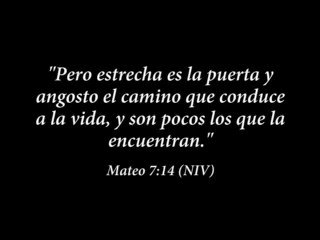 "Pero estrecha es la puerta y
angosto el camino que conduce
a la vida, y son pocos los que la
encuentran."
Mateo 7:14 (NIV)